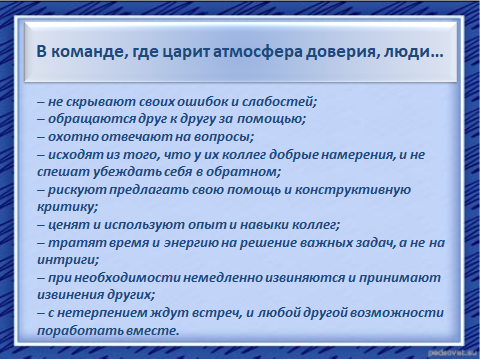 В команде, где царит атмосфера доверия, люди...
– не скрывают своих ошибок и слабостей;
– обращаются друг к другу за помощью;
– охотно отвечают на вопросы;
– исходят из того, что у их коллег добрые намерения, и не
спешат убеждать себя в обратном;
– рискуют предлагать свою помощь и конструктивную
критику;
– ценят и используют опыт и навыки коллег;
– тратят время и энергию на решение важных задач, а не на
интриги;
– при необходимости немедленно извиняются и принимают
извинения других;
– с нетерпением ждут встреч, и любой другой возможности
поработать вместе.
pedsovet.su